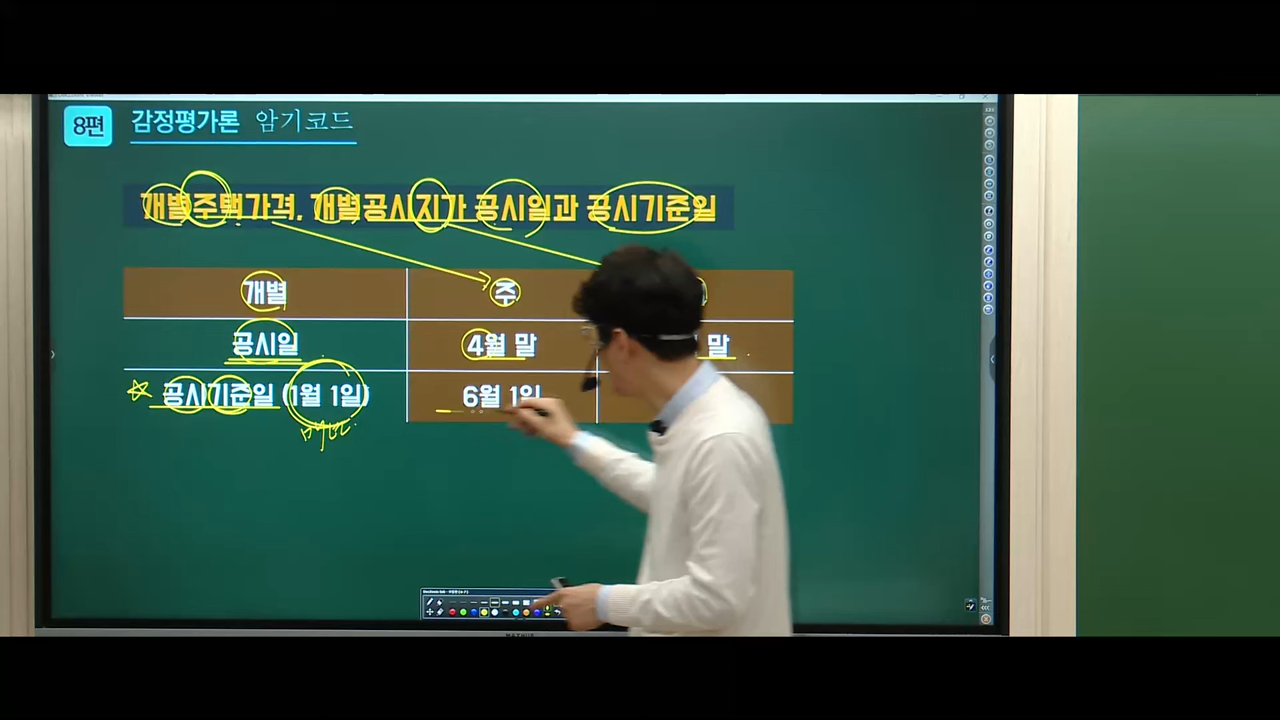 8편 감정평가론 암기코드
개별주택가격, 개별공시지가 공시일과 공시기준일
개별 주
공시일 4월 말 말
☆ 공시기준일 (1월 1일) 6월 1일